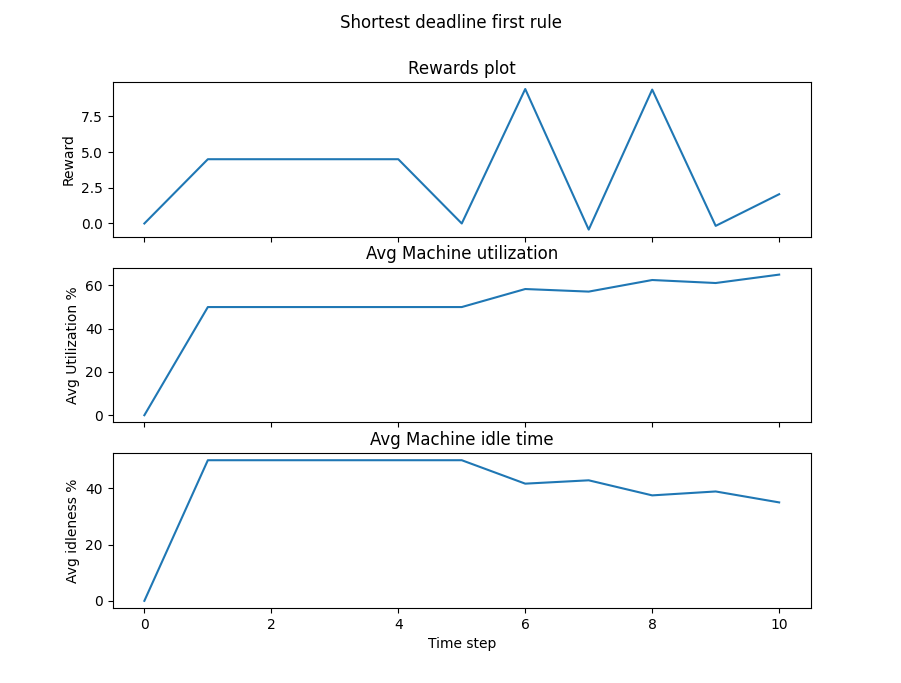 Shortest deadline first rule
Rewards plot
Reward
7.5
5.0
2.5
0.0
Avg Machine utilization
Avg Utilization %
60
40
20
0
Avg Machine idle time
Avg idleness %
40
20
0
0 2 4 6 8 10
Time step